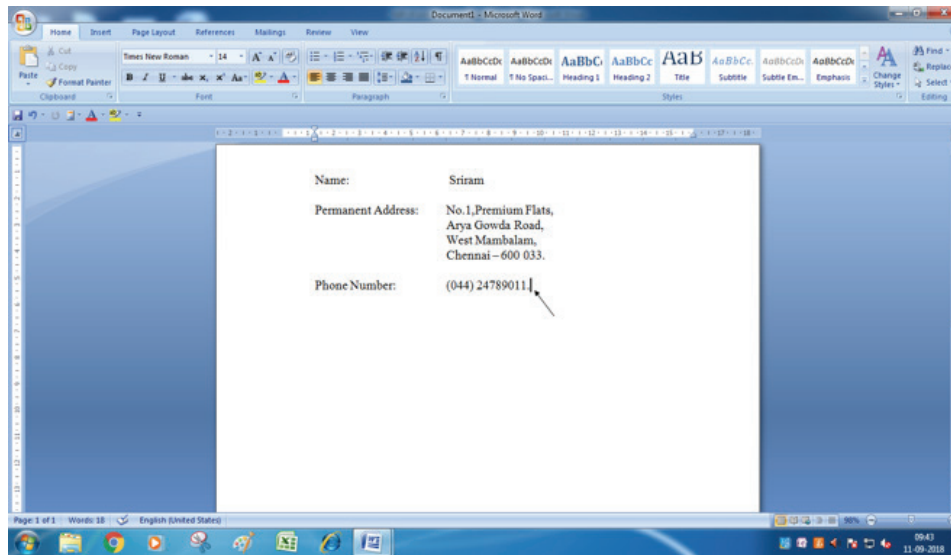 Document1 - Microsoft Word
Home Insert Page Layout References Mailings Review View
Cut
Copy
Paste
Format Painter
Clipboard
Times New Roman 14
Font
Paragraph
AaBbCcDc AaBbCcDc AaBbC AaBbCc AaB AaBbCc. AaBbCcDi AaBbCcDi
¶ Normal ¶ No Spaci... Heading 1 Heading 2 Title Subtitle Subtle Em... Emphasis
Change Styles
Styles
Find
Replac
Select
Editing
Name: Sriram
Permanent Address: No.1,Premium Flats,
Arya Gowda Road,
West Mambalam,
Chennai – 600 033.
Phone Number: (044) 24789011.
Page: 1 of 1 Words: 18 English (United States) 90%
09:43
11-09-2018